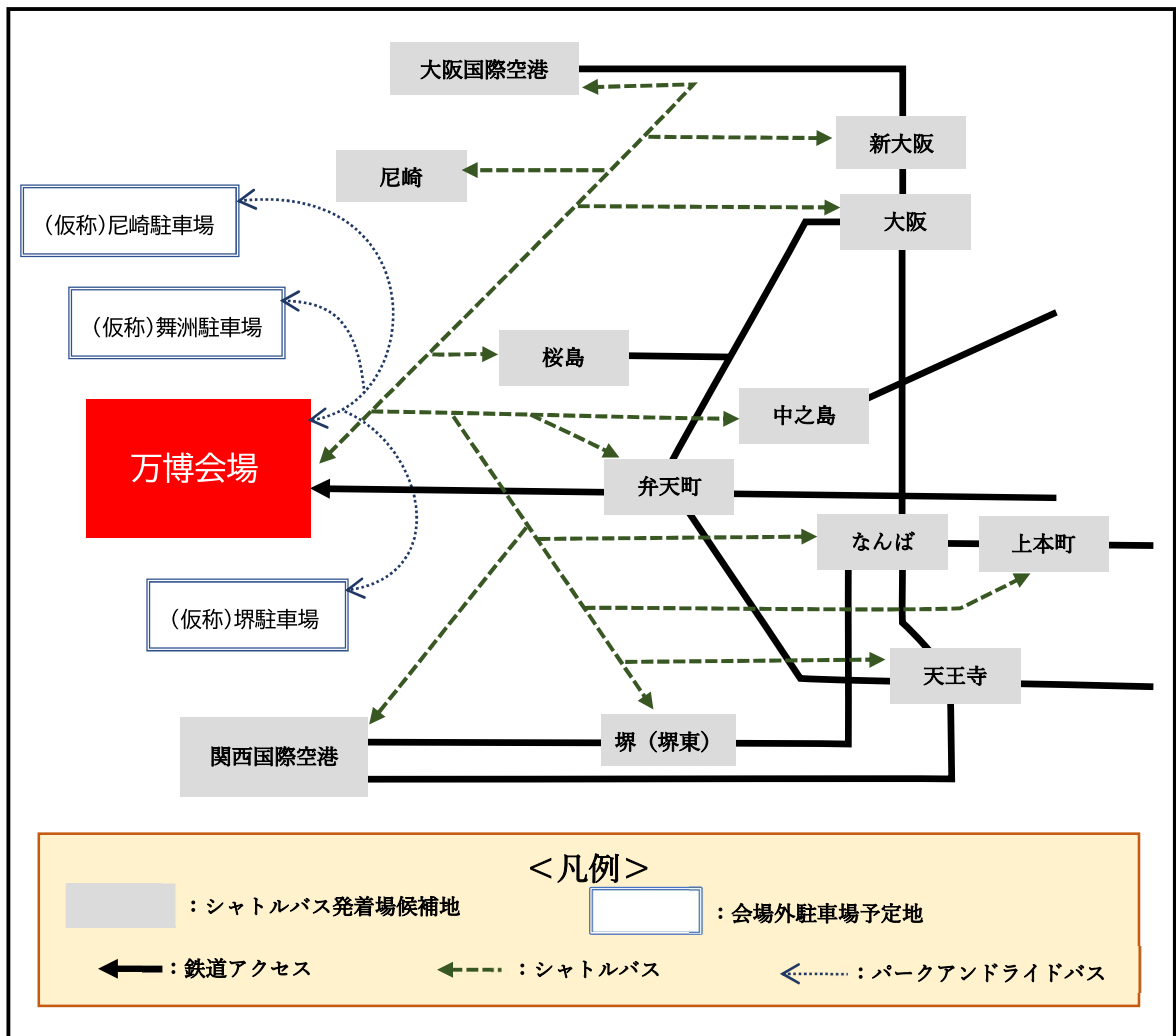 大阪国際空港
新大阪
尼崎
(仮称)尼崎駐車場
大阪
(仮称)舞洲駐車場
桜島
中之島
万博会場
弁天町
なんば
上本町
(仮称)堺駐車場
天王寺
関西国際空港
堺（堺東）
＜凡例＞
：シャトルバス発着場候補地
：会場外駐車場予定地
：鉄道アクセス
：シャトルバス
：パークアンドライドバス